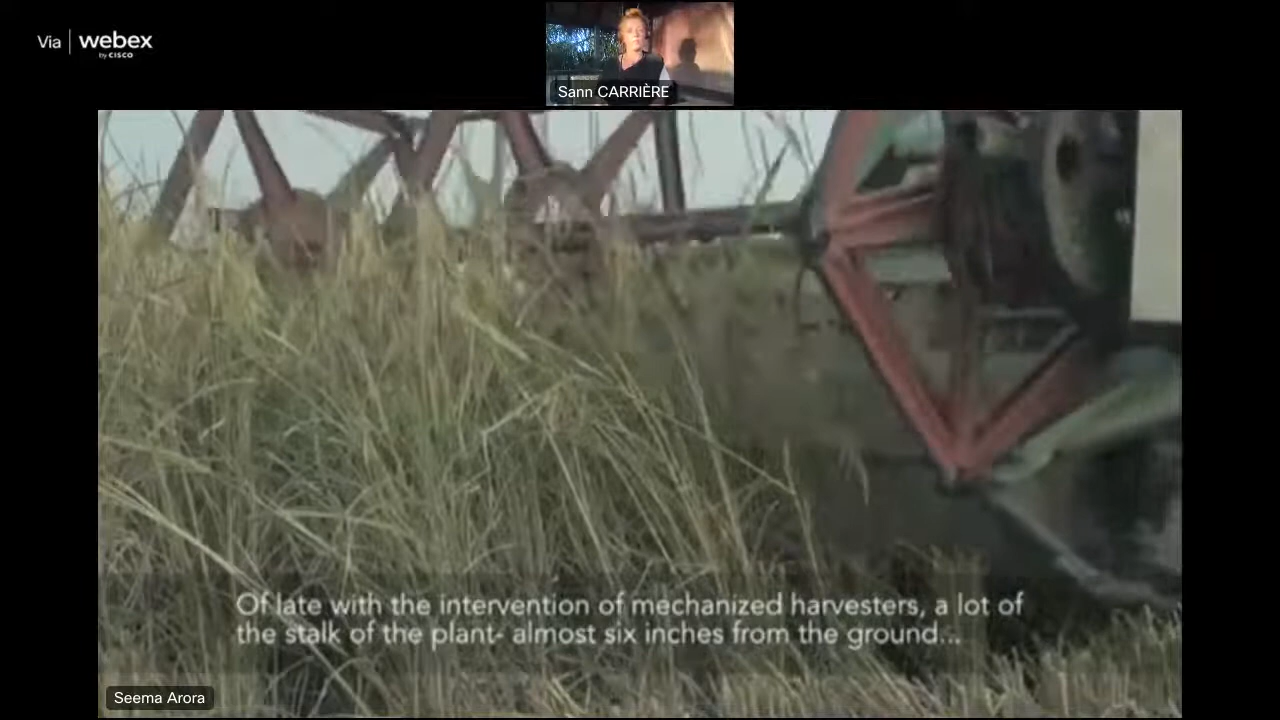 Via | webex
by CISCO
Sann CARRIÈRE
Of late with the intervention of mechanized harvesters, a lot of
the stalk of the plant- almost six inches from the ground...
Seema Arora